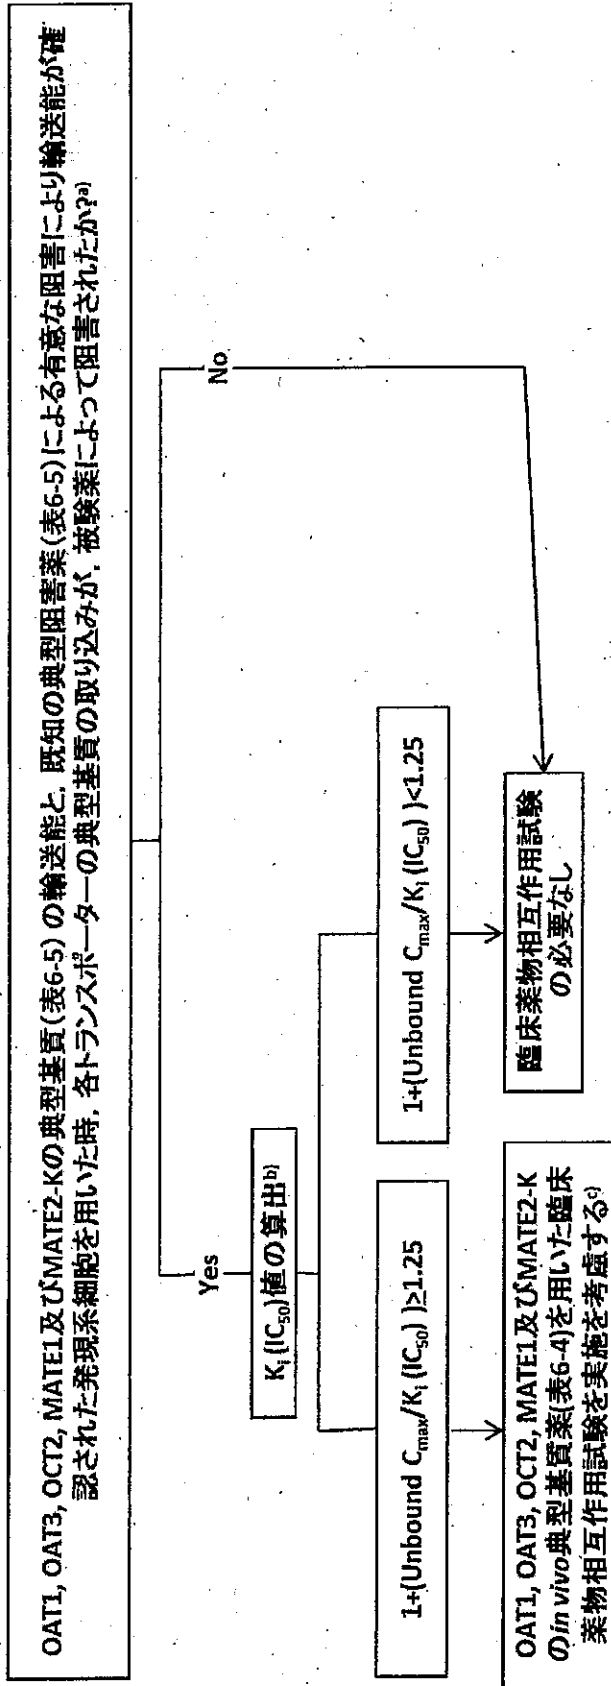 OAT1, OAT3, OCT2, MATE1及びMATE2-Kの典型基質(表6-5) の輸送能と, 既知の典型阻害薬(表6-5)による有意な阻害により輸送能が確
認された発現系細胞を用いた時, 各トランスポーターの典型基質の取り込みが, 被験薬によって阻害されたか?a)
Yes
No
Ki (IC50)値の算出b)
1+(Unbound Cmax/Ki (IC50) )≥1.25
1+(Unbound Cmax/Ki (IC50) )<1.25
OAT1, OAT3, OCT2, MATE1及びMATE2-K
のin vivo典型基質薬(表6-4)を用いた臨床
薬物相互作用試験を実施を考慮するc)
臨床薬物相互作用試験
の必要なし